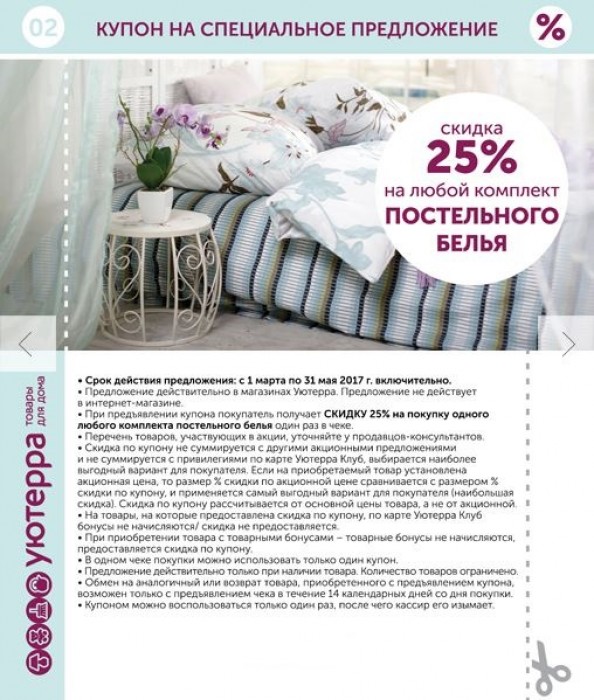 02
КУПОН НА СПЕЦИАЛЬНОЕ ПРЕДЛОЖЕНИЕ
%
скидка
25%
на любой комплект
ПОСТЕЛЬНОГО
БЕЛЬЯ
• Срок действия предложения: с 1 марта по 31 мая 2017 г. включительно.
• Предложение действительно в магазинах Уютерра. Предложение не действует
в интернет-магазине.
• При предъявлении купона покупатель получает СКИДКУ 25% на покупку одного
любого комплекта постельного белья один раз в чеке.
• Перечень товаров, участвующих в акции, уточняйте у продавцов-консультантов.
• Скидка по купону не суммируется с другими акционными предложениями
и не суммируется с привилегиями по карте Уютерра Клуб, выбирается наиболее
выгодный вариант для покупателя. Если на приобретаемый товар установлена
акционная цена, то размер % скидки по акционной цене сравнивается с размером %
скидки по купону, и применяется самый выгодный вариант для покупателя (наибольшая
скидка). Скидка по купону рассчитывается от основной цены товара, а не от акционной.
• На товары, на которые предоставлена скидка по купону, по карте Уютерра Клуб
бонусы не начисляются/ скидка не предоставляется.
• При приобретении товара с товарными бонусами – товарные бонусы не начисляются,
предоставляется скидка по купону.
• В одном чеке покупки можно использовать только один купон.
• Предложение действительно только при наличии товара. Количество товаров ограничено.
• Обмен на аналогичный или возврат товара, приобретенного с предъявлением купона,
возможен только с предъявлением чека в течение 14 календарных дней со дня покупки.
• Купоном можно воспользоваться только один раз, после чего кассир его изымает.
уютерра
товары
для дома